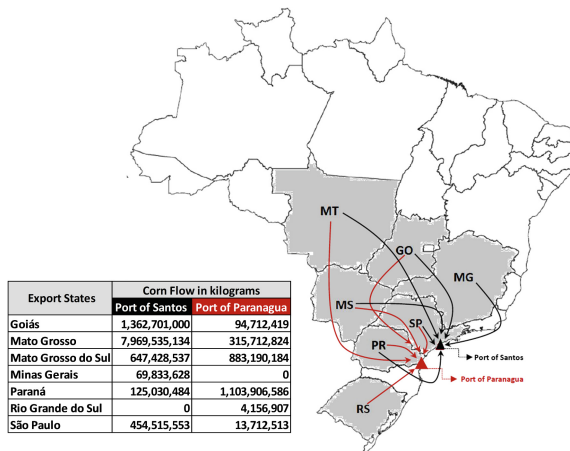 MT
GO
MG
MS
SP
PR
RS
Port of Santos
Port of Paranagua
Export States Corn Flow in kilograms
Port of Santos Port of Paranagua
Goiás 1,362,701,000 94,712,419
Mato Grosso 7,969,535,134 315,712,824
Mato Grosso do Sul 647,428,537 883,190,184
Minas Gerais 69,833,628 0
Paraná 125,030,484 1,103,906,586
Rio Grande do Sul 0 4,156,907
São Paulo 454,515,553 13,712,513